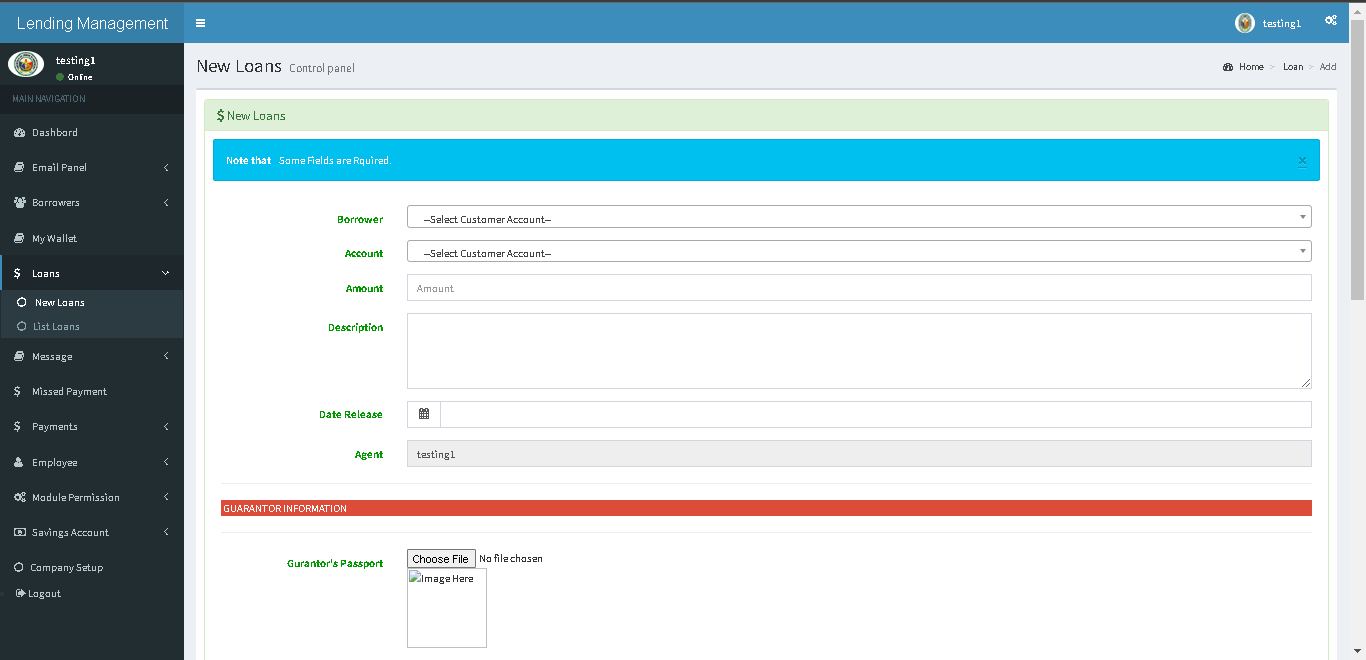 Lending Management
testing1
testing1
Online
MAIN NAVIGATION
Dashbord
Email Panel
Borrowers
My Wallet
Loans
New Loans
List Loans
Message
Missed Payment
Payments
Employee
Module Permission
Savings Account
Company Setup
Logout
New Loans Control panel
Home > Loan > Add
$ New Loans
Note that Some Fields are Rquired.
×
Borrower --Select Customer Account--
Account --Select Customer Account--
Amount Amount
Description
Date Release
Agent testing1
GUARANTOR INFORMATION
Gurantor's Passport Choose File No file chosen
Image Here